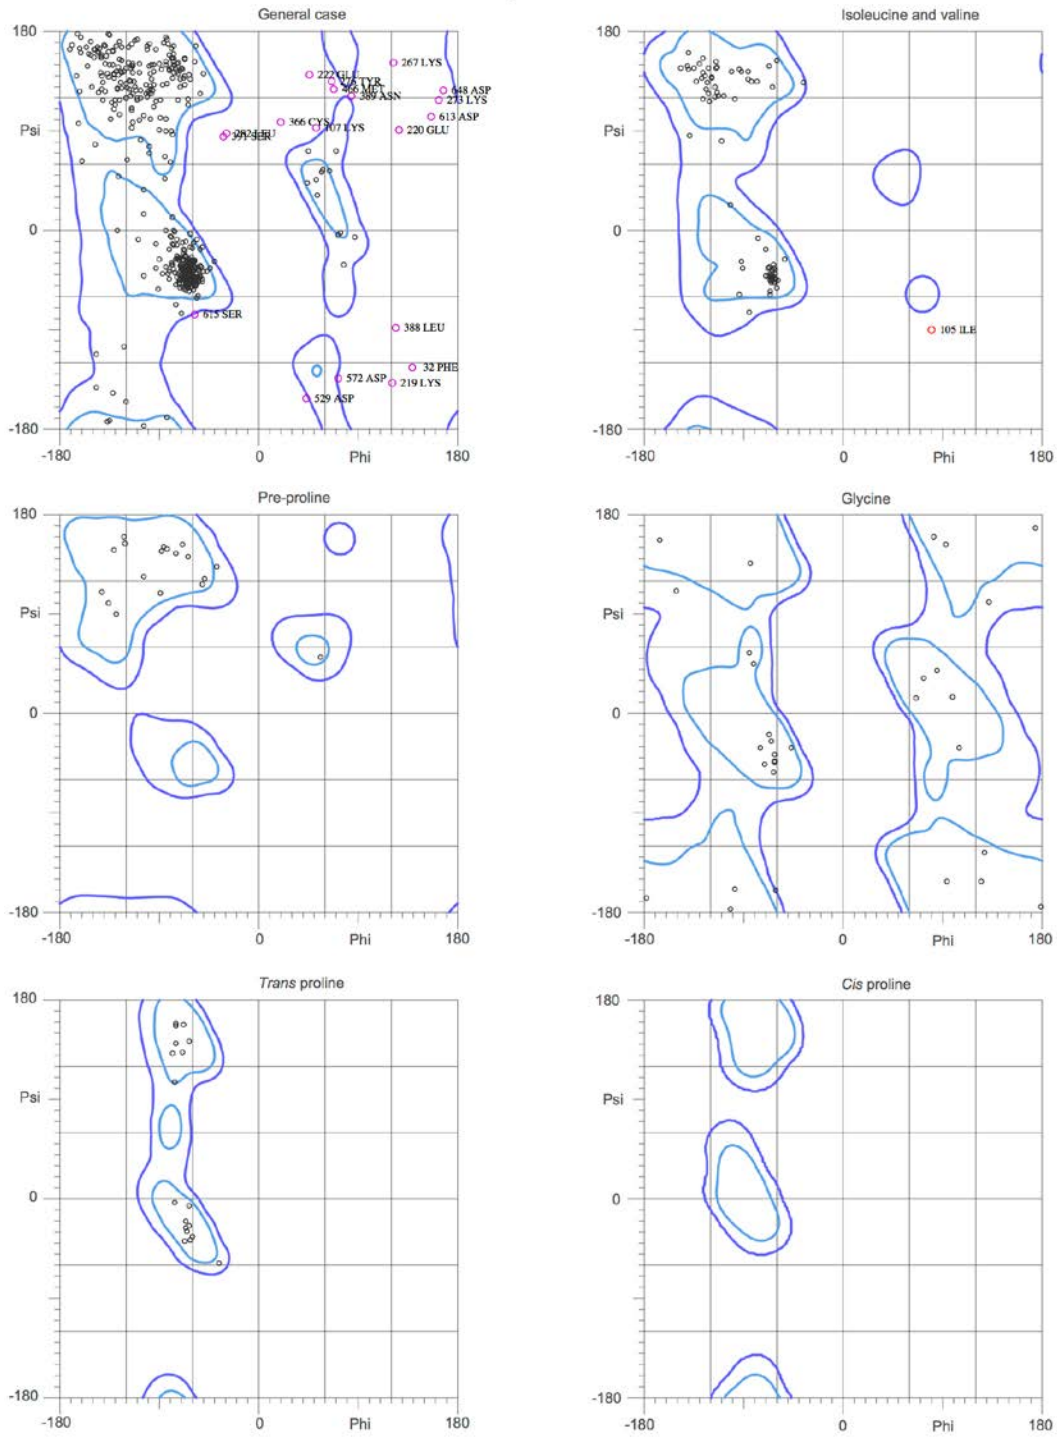 General case
180
Psi
0
-180
-180
0
Phi
180
267 LYS
222 GLU
TYR
466 MET
389 ASN
648 ASP
273 LYS
613 ASP
366 CYS
107 LYS
220 GLU
LEU
391 SER
615 SER
388 LEU
32 PHE
572 ASP
219 LYS
529 ASP
Isoleucine and valine
180
Psi
0
-180
-180
0
Phi
180
105 ILE
Pre-proline
180
Psi
0
-180
-180
0
Phi
180
Glycine
180
Psi
0
-180
-180
0
Phi
180
Trans proline
180
Psi
0
-180
-180
0
Phi
180
Cis proline
180
Psi
0
-180
-180
0
Phi
180